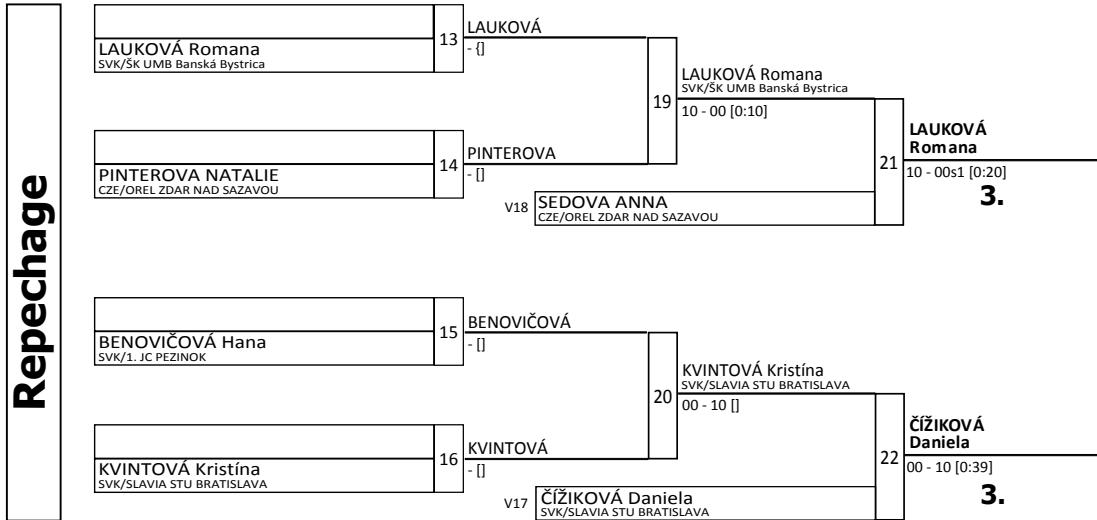 Repechage
LAUKOVÁ Romana
SVK/ŠK UMB Banská Bystrica
13
LAUKOVÁ
- {]
PINTEROVA NATALIE
CZE/OREL ZDAR NAD SAZAVOU
14
PINTEROVA
- []
19
LAUKOVÁ Romana
SVK/ŠK UMB Banská Bystrica
10 - 00 [0:10]
V18
SEDOVA ANNA
CZE/OREL ZDAR NAD SAZAVOU
21
LAUKOVÁ
Romana
10 - 00s1 [0:20]
3.
BENOVIČOVÁ Hana
SVK/1. JC PEZINOK
15
BENOVIČOVÁ
- []
KVINTOVÁ Kristína
SVK/SLAVIA STU BRATISLAVA
16
KVINTOVÁ
- []
20
KVINTOVÁ Kristína
SVK/SLAVIA STU BRATISLAVA
00 - 10 []
V17
ČÍŽIKOVÁ Daniela
SVK/SLAVIA STU BRATISLAVA
22
ČÍŽIKOVÁ
Daniela
00 - 10 [0:39]
3.